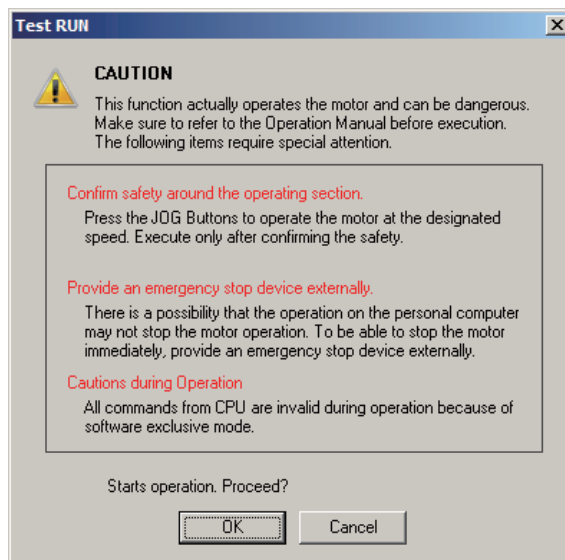 Test RUN
CAUTION
This function actually operates the motor and can be dangerous.
Make sure to refer to the Operation Manual before execution.
The following items require special attention.
Confirm safety around the operating section.
Press the JOG Buttons to operate the motor at the designated
speed. Execute only after confirming the safety.
Provide an emergency stop device externally.
There is a possibility that the operation on the personal computer
may not stop the motor operation. To be able to stop the motor
immediately, provide an emergency stop device externally.
Cautions during Operation
All commands from CPU are invalid during operation because of
software exclusive mode.
Starts operation. Proceed?
OK
Cancel